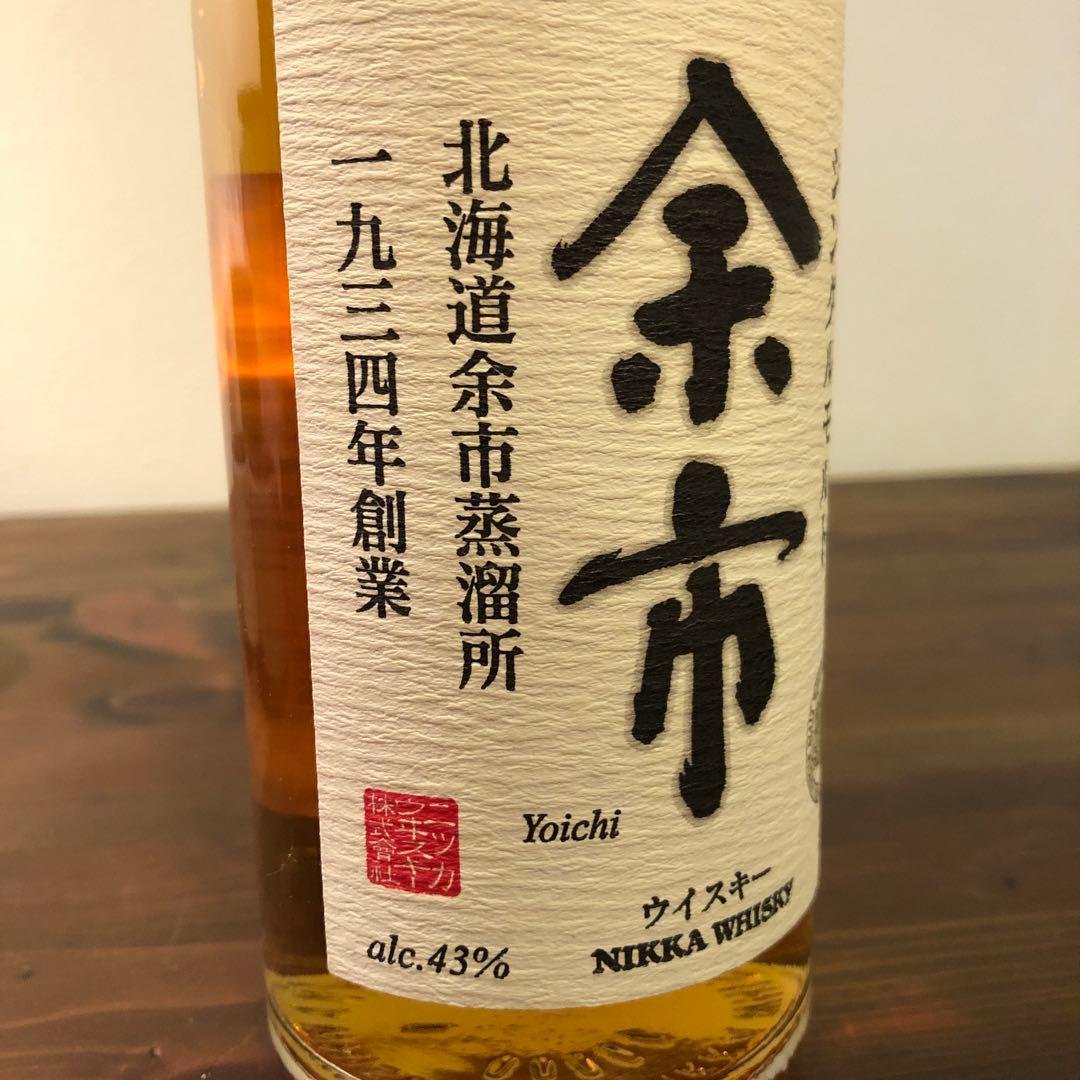 余市
北海道余市蒸溜所
一九三四年創業
Yoichi
ニッカ
ウヰスキー
株式會社
ウイスキー
NIKKA WHISKY
alc.43%